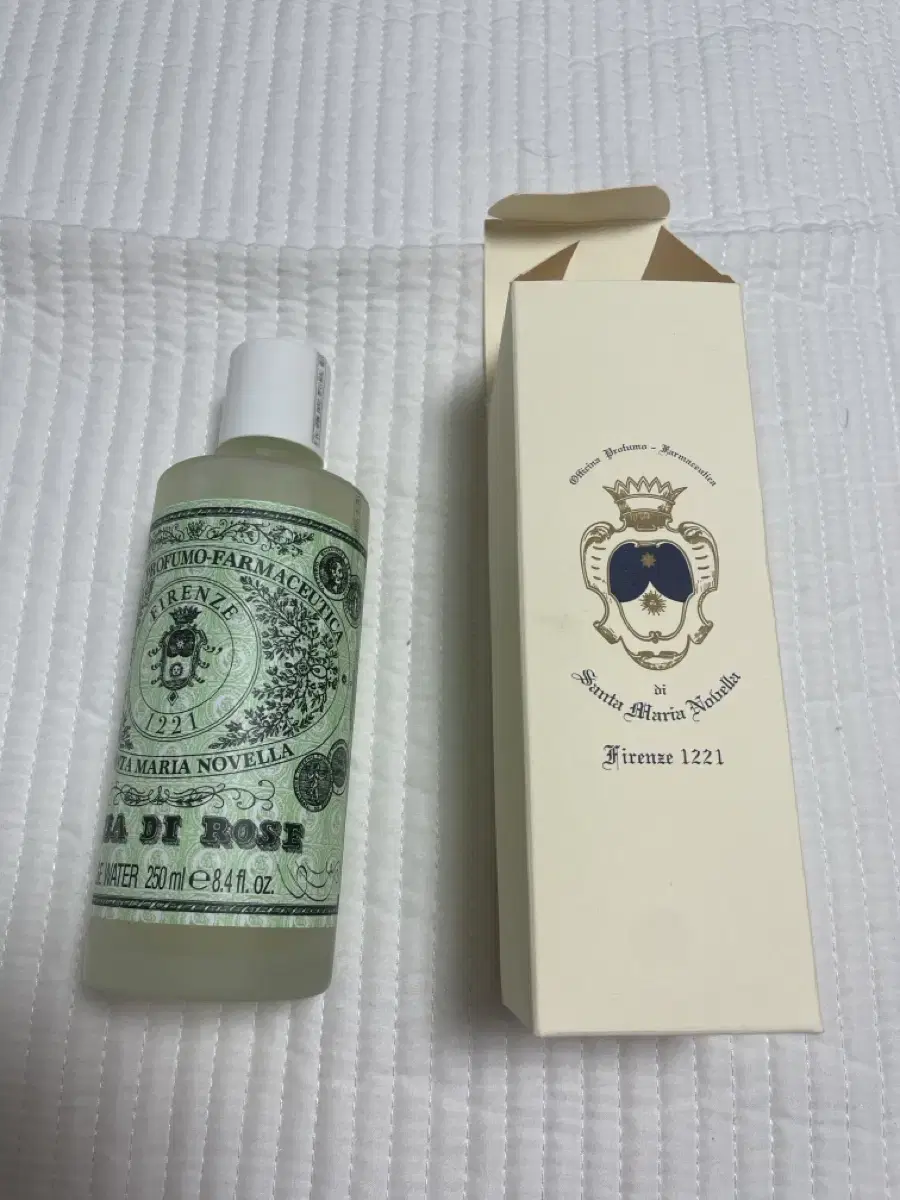 PROFUMO-FARMACEUTICA
FIRENZE
1221
TA MARIA NOVELLA
A DI ROSE
E WATER 250 ml ℮ 8.4 fl. oz.
Officina Profumo - Farmaceutica
di
Santa Maria Novella
Firenze 1221